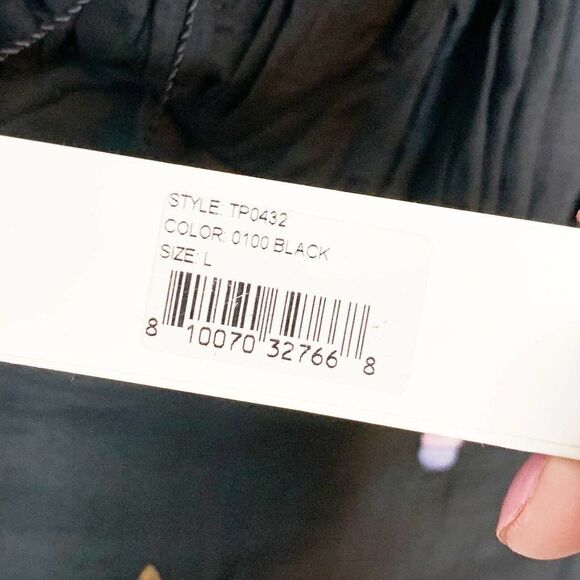 STYLE: TP0432
COLOR: 0100 BLACK
SIZE: L
8 10070 32766 8